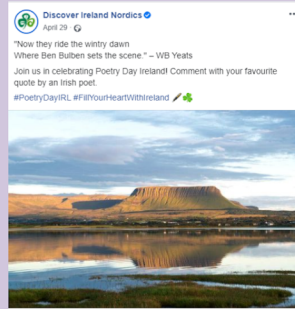 Discover Ireland Nordics
April 29 ·
"Now they ride the wintry dawn
Where Ben Bulben sets the scene." – WB Yeats
Join us in celebrating Poetry Day Ireland! Comment with your favourite
quote by an Irish poet.
#PoetryDayIRL #FillYourHeartWithIreland 🖋️☘️